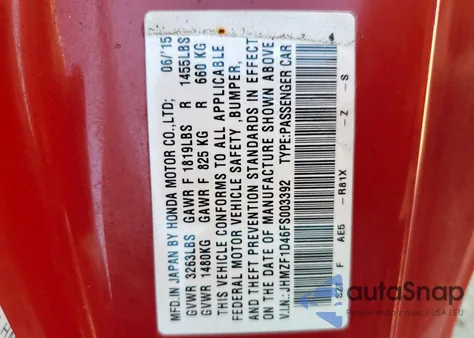 MFD.IN JAPAN BY HONDA MOTOR CO.,LTD; 06/'15
GVWR 3263LBS GAWR F 1819LBS R 1455LBS
GVWR 1480KG GAWR F 825 KG R 660 KG
THIS VEHICLE CONFORMS TO ALL APPLICABLE
FEDERAL MOTOR VEHICLE SAFETY ,BUMPER,
AND THEFT PREVENTION STANDARDS IN EFFECT
ON THE DATE OF MANUFACTURE SHOWN ABOVE.
V.I.N.: JHMZF1D46FS003392 TYPE:PASSENGER CAR
SZT F AE5 -R81X -Z -S
autoSnap